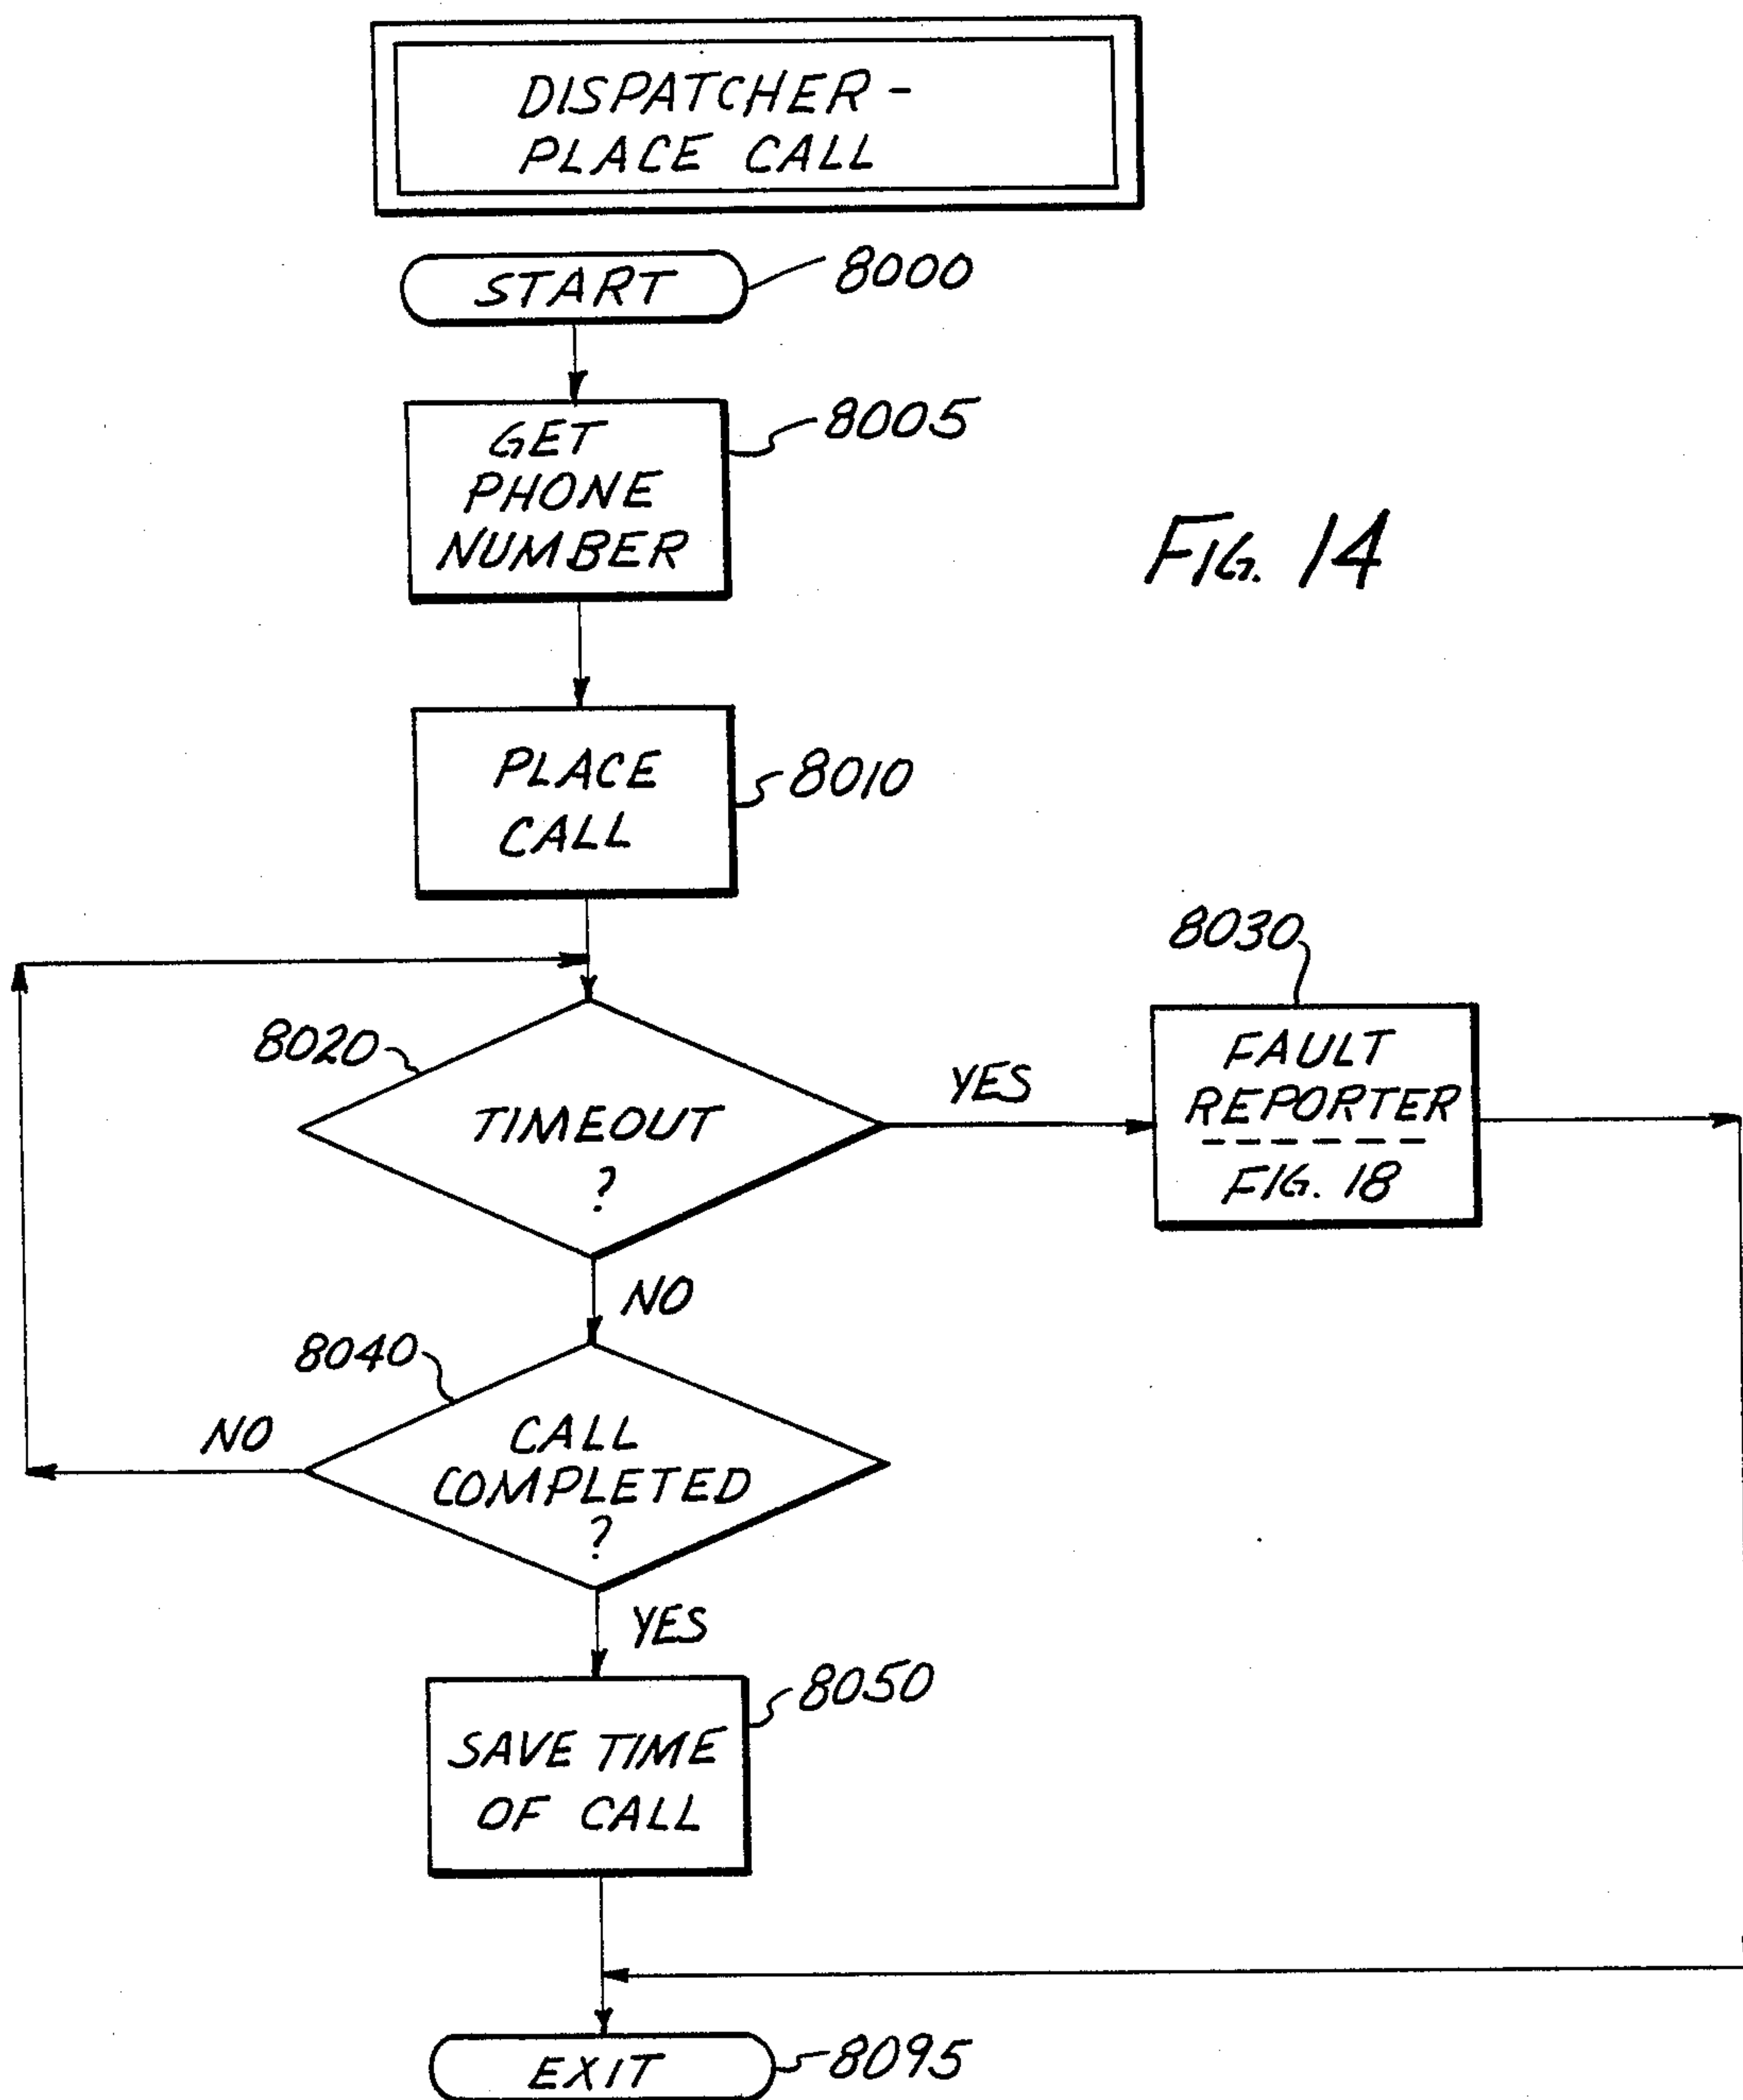 DISPATCHER -
PLACE CALL
START
8000
GET
PHONE
NUMBER
8005
FIG. 14
PLACE
CALL
8010
8020
TIMEOUT
?
YES
8030
FAULT
REPORTER
FIG. 18
NO
8040
CALL
COMPLETED
?
NO
YES
8050
SAVE TIME
OF CALL
EXIT
8095